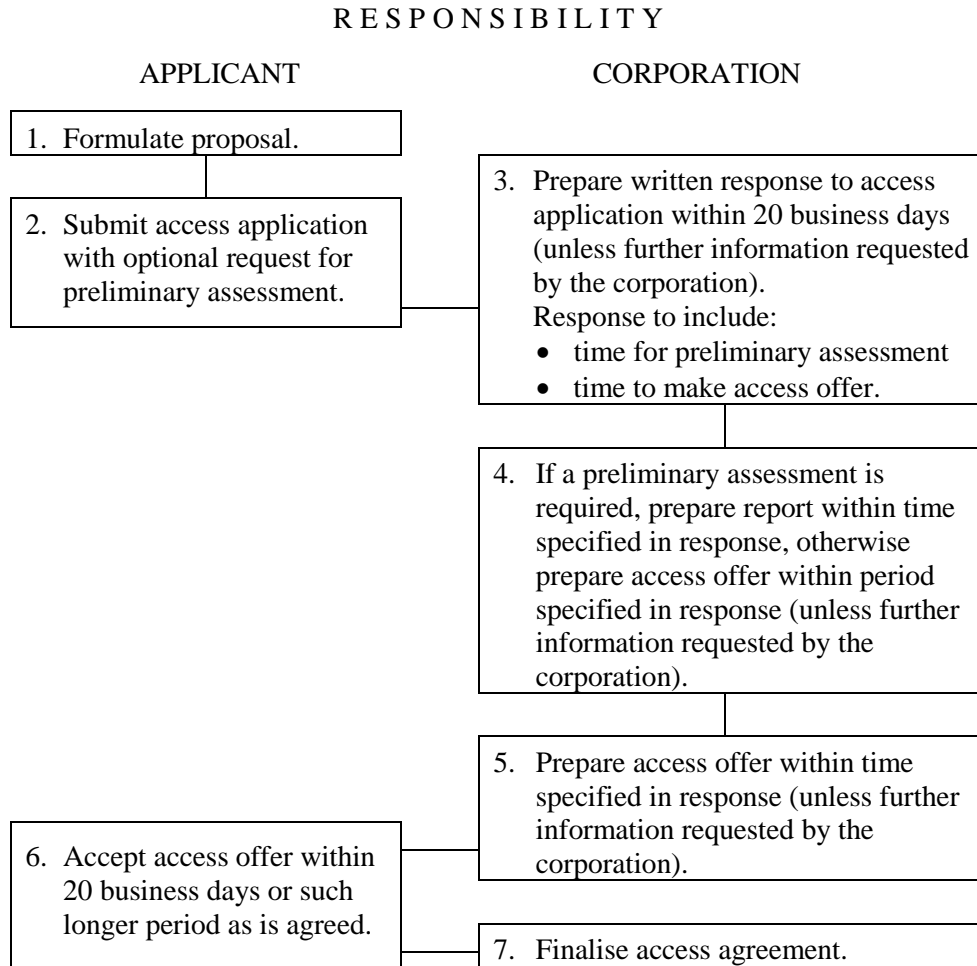 R E S P O N S I B I L I T Y
APPLICANT
CORPORATION
1. Formulate proposal.
2. Submit access application
with optional request for
preliminary assessment.
3. Prepare written response to access
application within 20 business days
(unless further information requested
by the corporation).
Response to include:
• time for preliminary assessment
• time to make access offer.
4. If a preliminary assessment is
required, prepare report within time
specified in response, otherwise
prepare access offer within period
specified in response (unless further
information requested by the
corporation).
5. Prepare access offer within time
specified in response (unless further
information requested by the
corporation).
6. Accept access offer within
20 business days or such
longer period as is agreed.
7. Finalise access agreement.